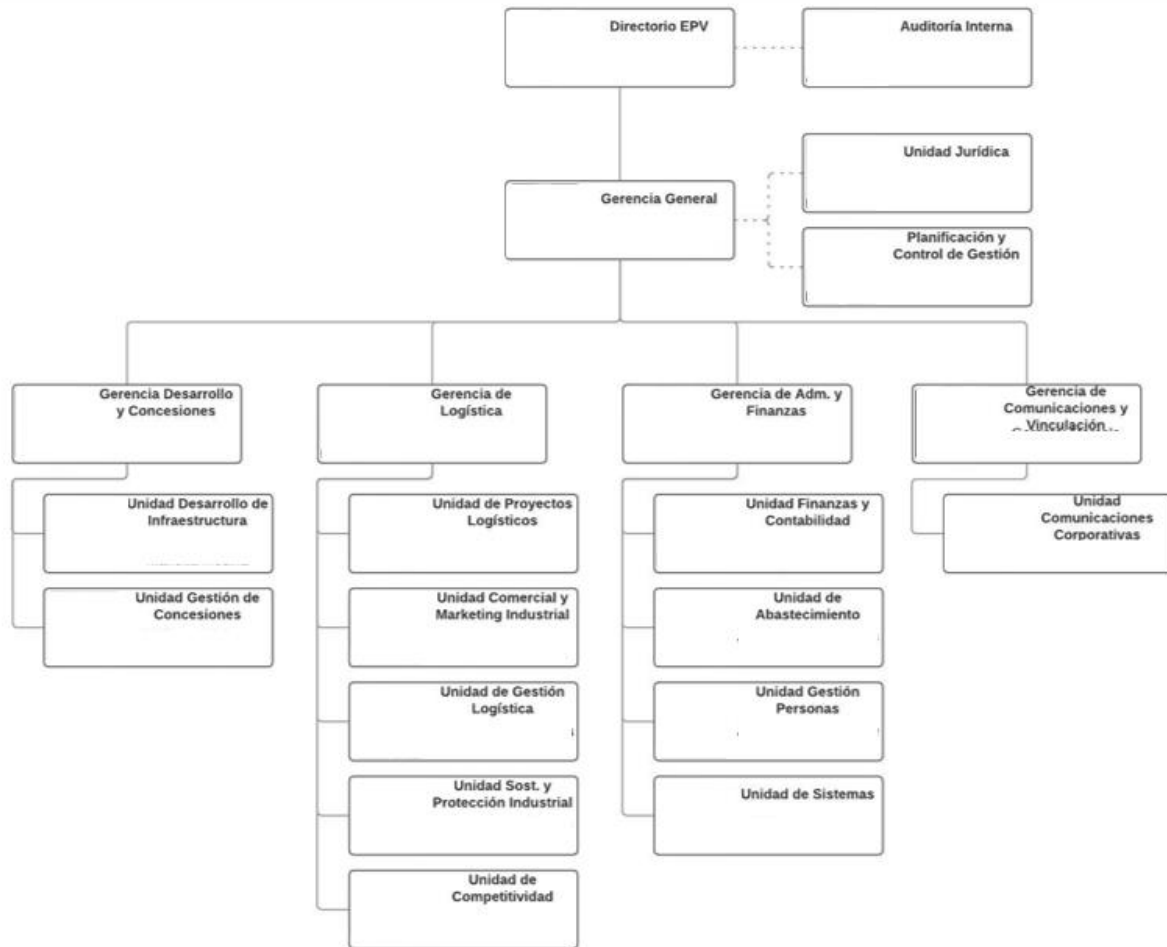 Directorio EPV
Auditoría Interna
Unidad Jurídica
Gerencia General
Planificación y
Control de Gestión
Gerencia Desarrollo
y Concesiones
Gerencia de
Logística
Gerencia de Adm. y
Finanzas
Gerencia de
Comunicaciones y
Vinculación
Unidad Desarrollo de
Infraestructura
Unidad Gestión de
Concesiones
Unidad de Proyectos
Logísticos
Unidad Comercial y
Marketing Industrial
Unidad de Gestión
Logística
Unidad Sost. y
Protección Industrial
Unidad de
Competitividad
Unidad Finanzas y
Contabilidad
Unidad de
Abastecimiento
Unidad Gestión
Personas
Unidad de Sistemas
Unidad
Comunicaciones
Corporativas